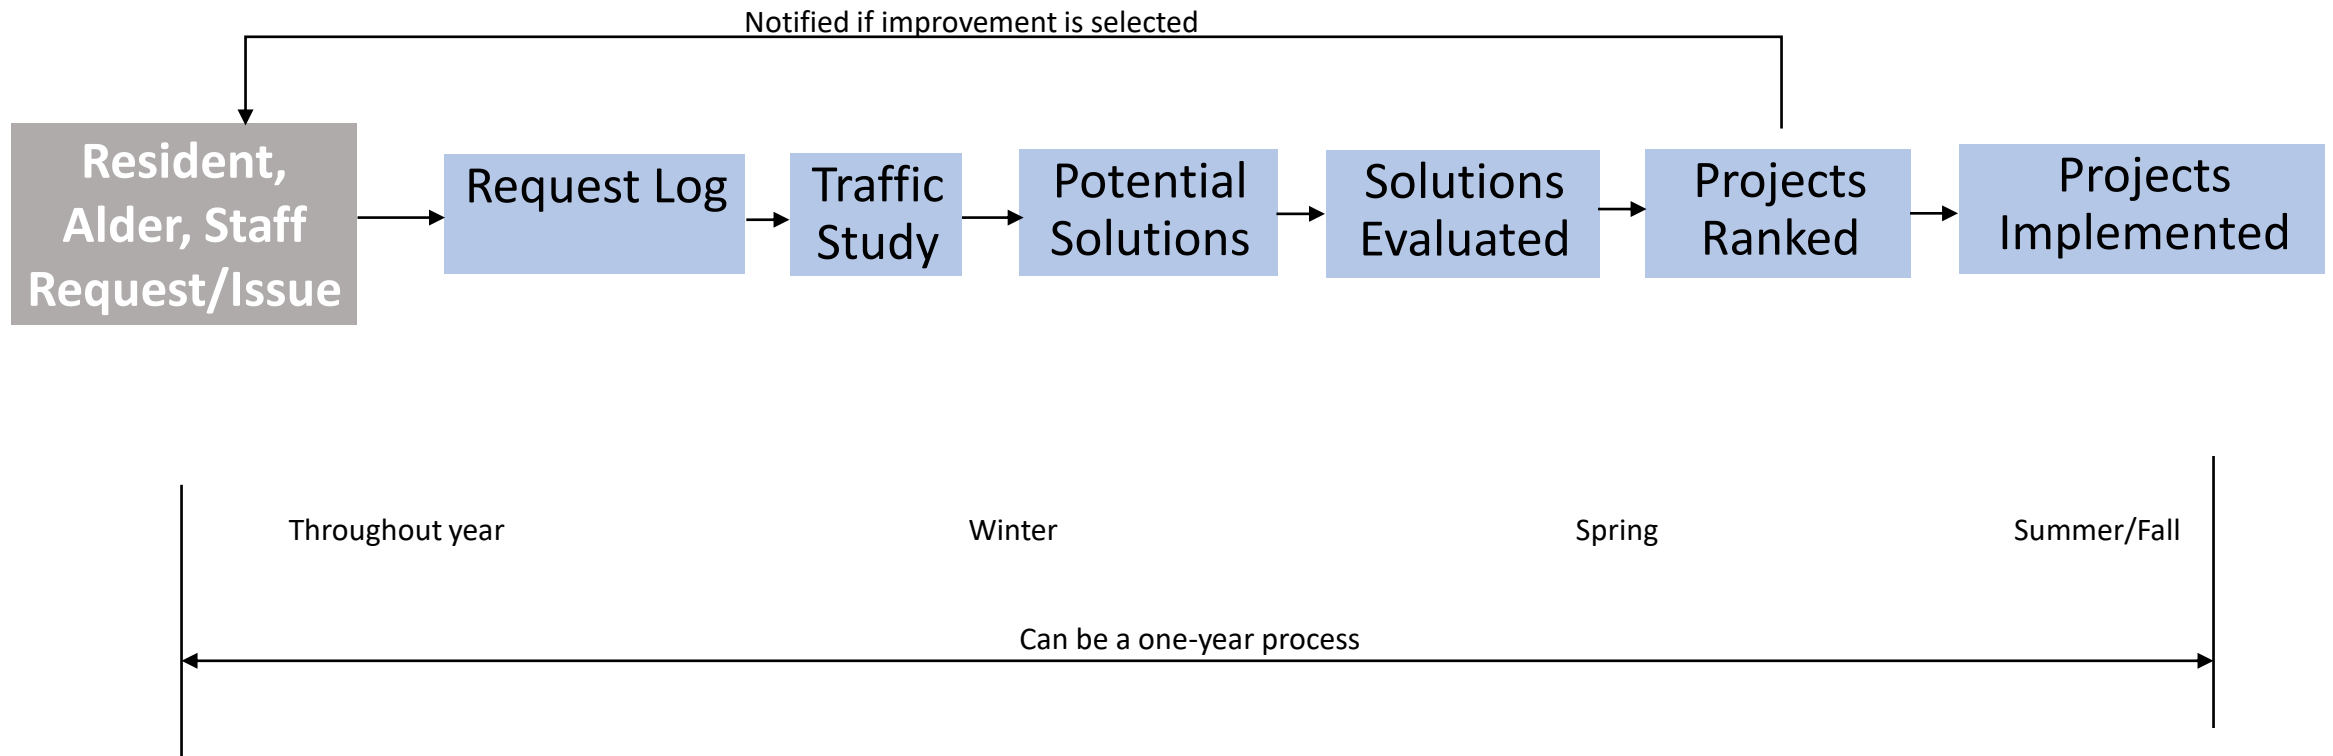 Notified if improvement is selected
Resident,
Alder, Staff
Request/Issue
Request Log
Traffic
Study
Potential
Solutions
Solutions
Evaluated
Projects
Ranked
Projects
Implemented
Throughout year
Winter
Spring
Summer/Fall
Can be a one-year process